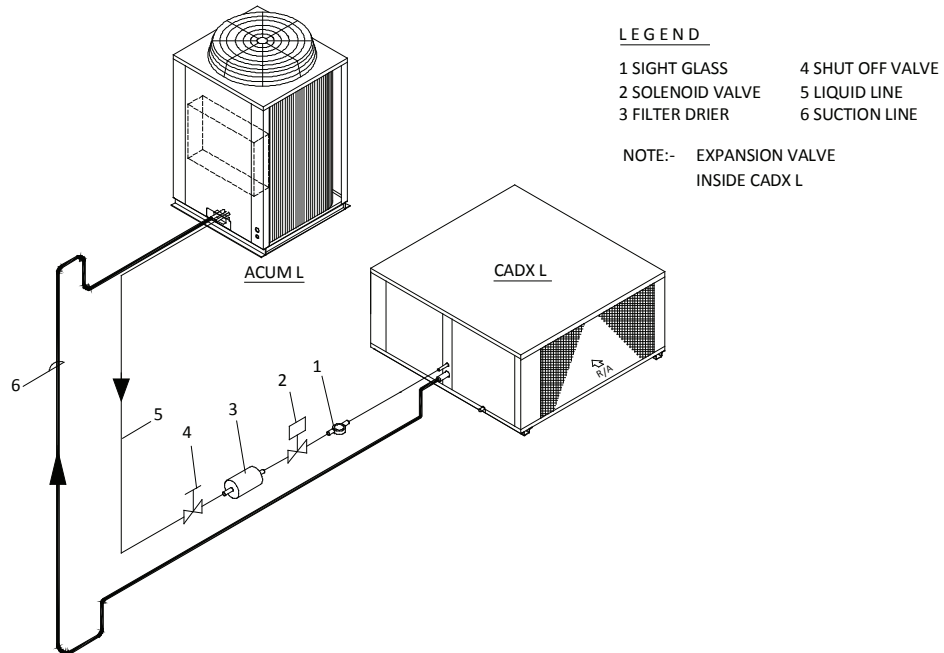 LEGEND
1 SIGHT GLASS 4 SHUT OFF VALVE
2 SOLENOID VALVE 5 LIQUID LINE
3 FILTER DRIER 6 SUCTION LINE
NOTE:- EXPANSION VALVE
INSIDE CADX L
ACUM L
CADX L
R/A
6
5
4
3
2
1